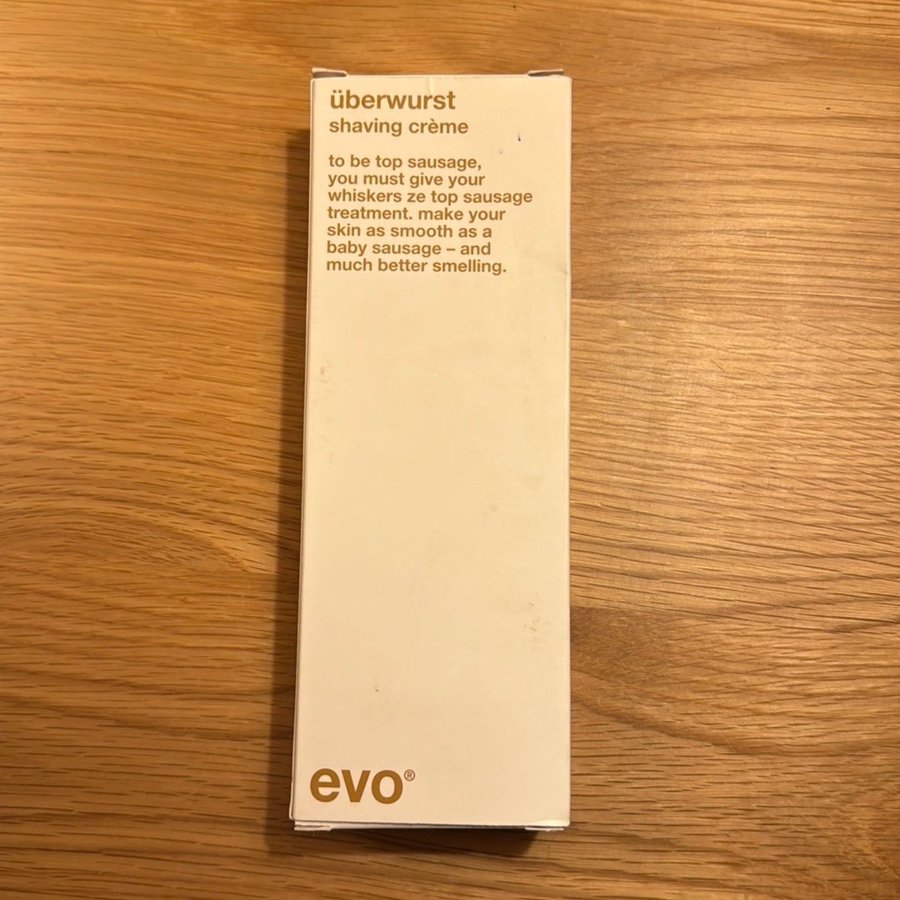 überwurst
shaving crème
to be top sausage,
you must give your
whiskers ze top sausage
treatment. make your
skin as smooth as a
baby sausage – and
much better smelling.
evo®